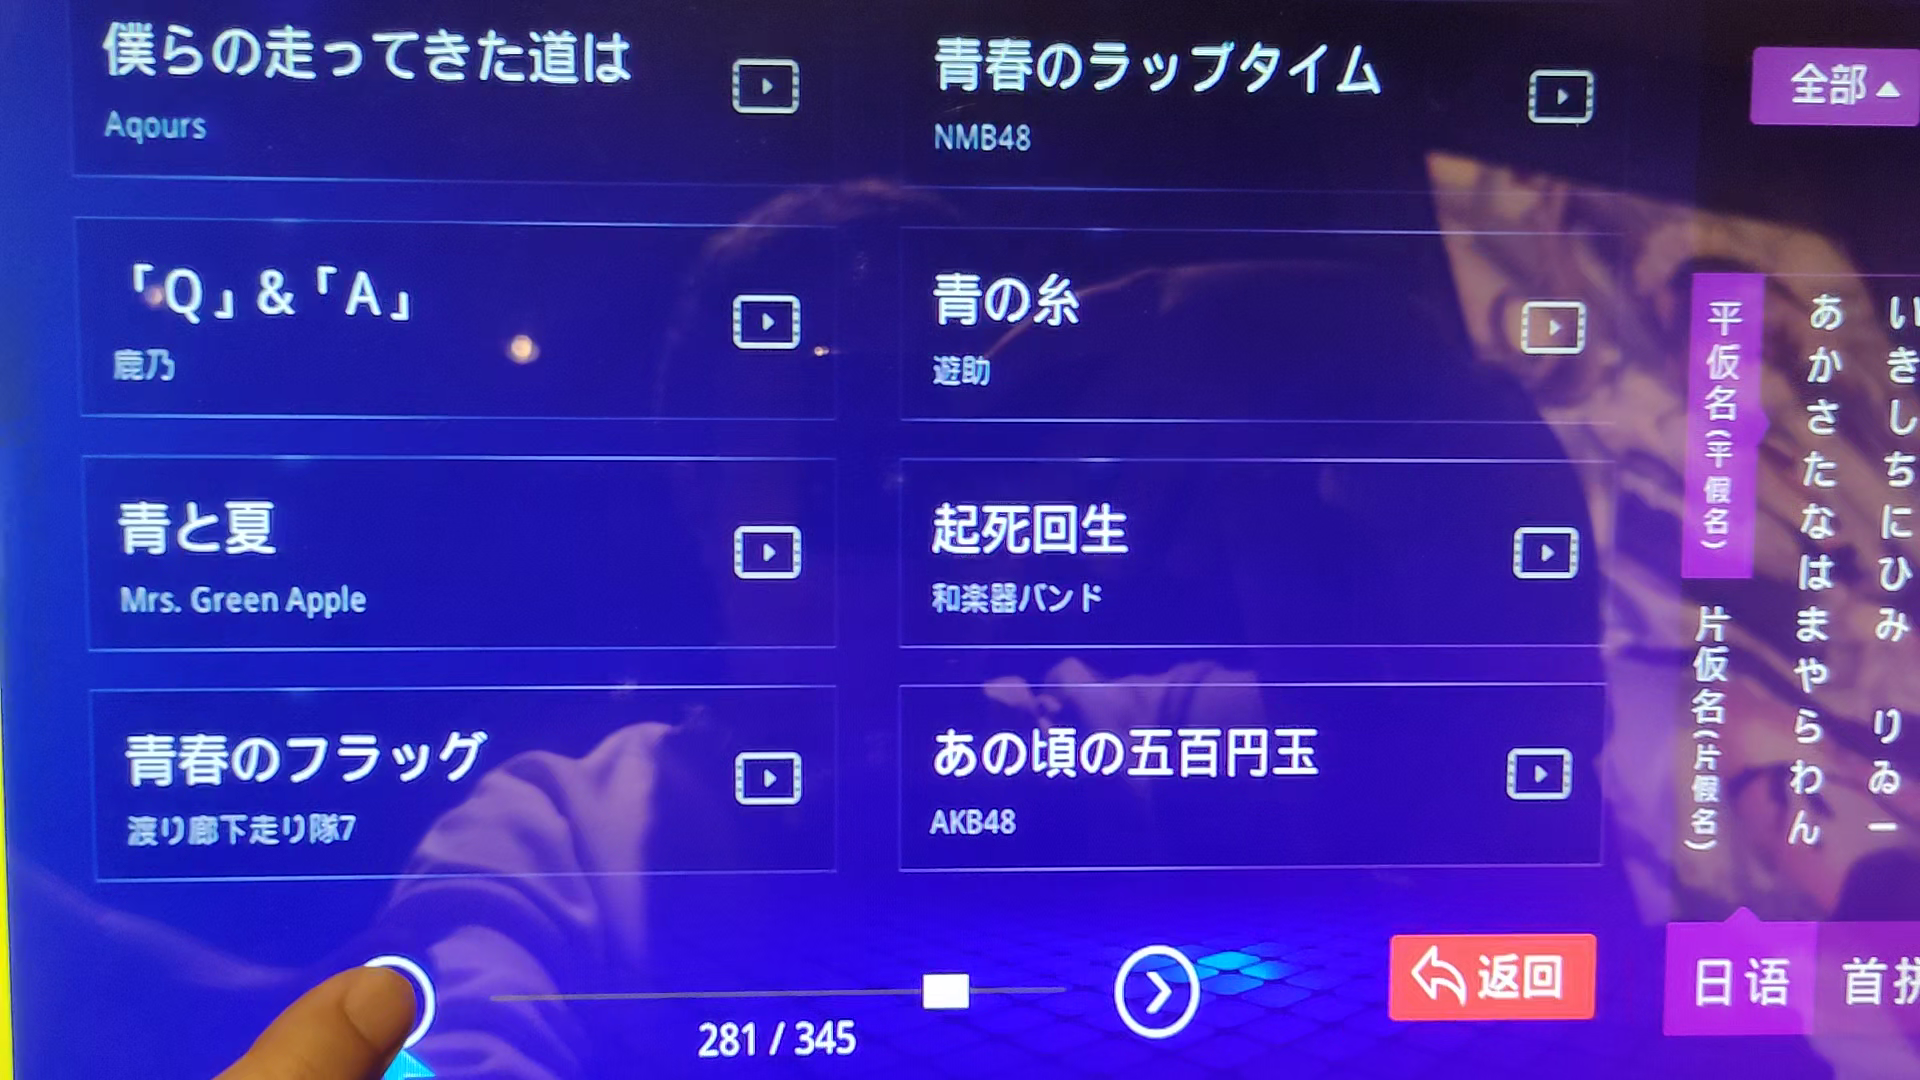 僕らの走ってきた道は
Aqours
青春のラップタイム
NMB48
「Q」&「A」
鹿乃
青の糸
遊助
青と夏
Mrs. Green Apple
起死回生
和楽器バンド
青春のフラッグ
渡り廊下走り隊7
あの頃の五百円玉
AKB48
281 / 345
返回
全部
平仮名(平假名)
片仮名(片假名)
あかさたなはまやらわん
いきしちにひみ りゐー
日语
首拼